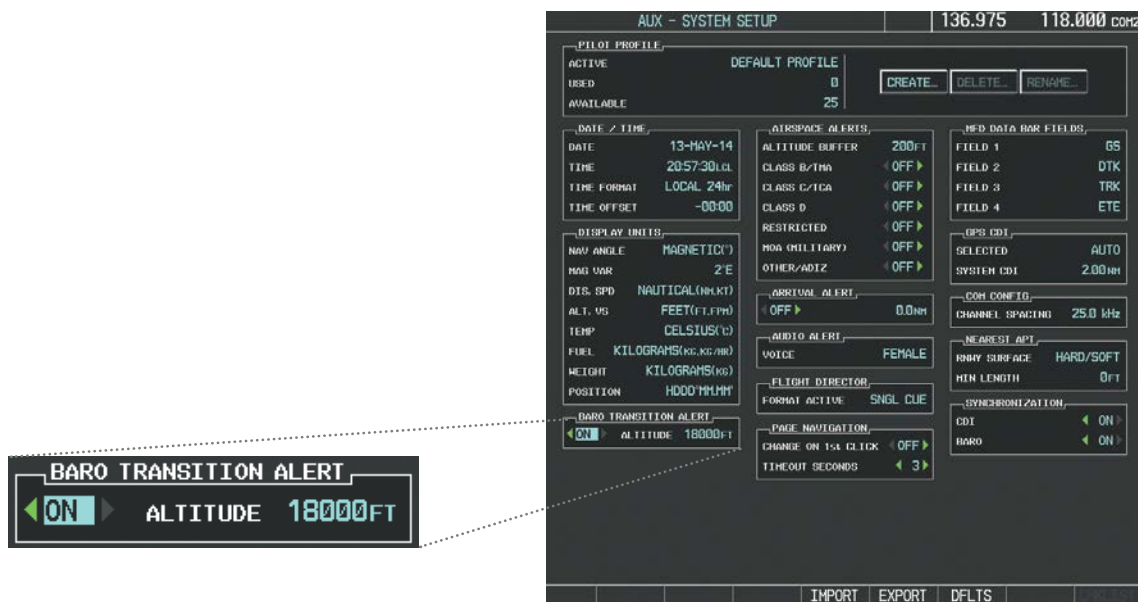 AUX - SYSTEM SETUP
136.975 118.000 COM2
PILOT PROFILE
ACTIVE DEFAULT PROFILE
USED 0
AVAILABLE 25
CREATE… DELETE… RENAME…
DATE / TIME
DATE 13-MAY-14
TIME 20:57:30LCL
TIME FORMAT LOCAL 24hr
TIME OFFSET -00:00
DISPLAY UNITS
NAV ANGLE MAGNETIC(°)
MAG VAR 2°E
DIS, SPD NAUTICAL(NM,KT)
ALT, VS FEET(FT,FPM)
TEMP CELSIUS(°C)
FUEL KILOGRAMS(KG,KG/HR)
WEIGHT KILOGRAMS(KG)
POSITION HDDD°MM.MM'
BARO TRANSITION ALERT
ON ALTITUDE 18000FT
AIRSPACE ALERTS
ALTITUDE BUFFER 200FT
CLASS B/TMA OFF
CLASS C/TCA OFF
CLASS D OFF
RESTRICTED OFF
MOA (MILITARY) OFF
OTHER/ADIZ OFF
ARRIVAL ALERT
OFF 0.0NM
AUDIO ALERT
VOICE FEMALE
FLIGHT DIRECTOR
FORMAT ACTIVE SNGL CUE
PAGE NAVIGATION
CHANGE ON 1st CLICK OFF
TIMEOUT SECONDS 3
MFD DATA BAR FIELDS
FIELD 1 GS
FIELD 2 DTK
FIELD 3 TRK
FIELD 4 ETE
GPS CDI
SELECTED AUTO
SYSTEM CDI 2.00NM
COM CONFIG
CHANNEL SPACING 25.0 kHz
NEAREST APT
RNWY SURFACE HARD/SOFT
MIN LENGTH 0FT
SYNCHRONIZATION
CDI ON
BARO ON
BARO TRANSITION ALERT
ON ALTITUDE 18000FT
IMPORT EXPORT DFLTS